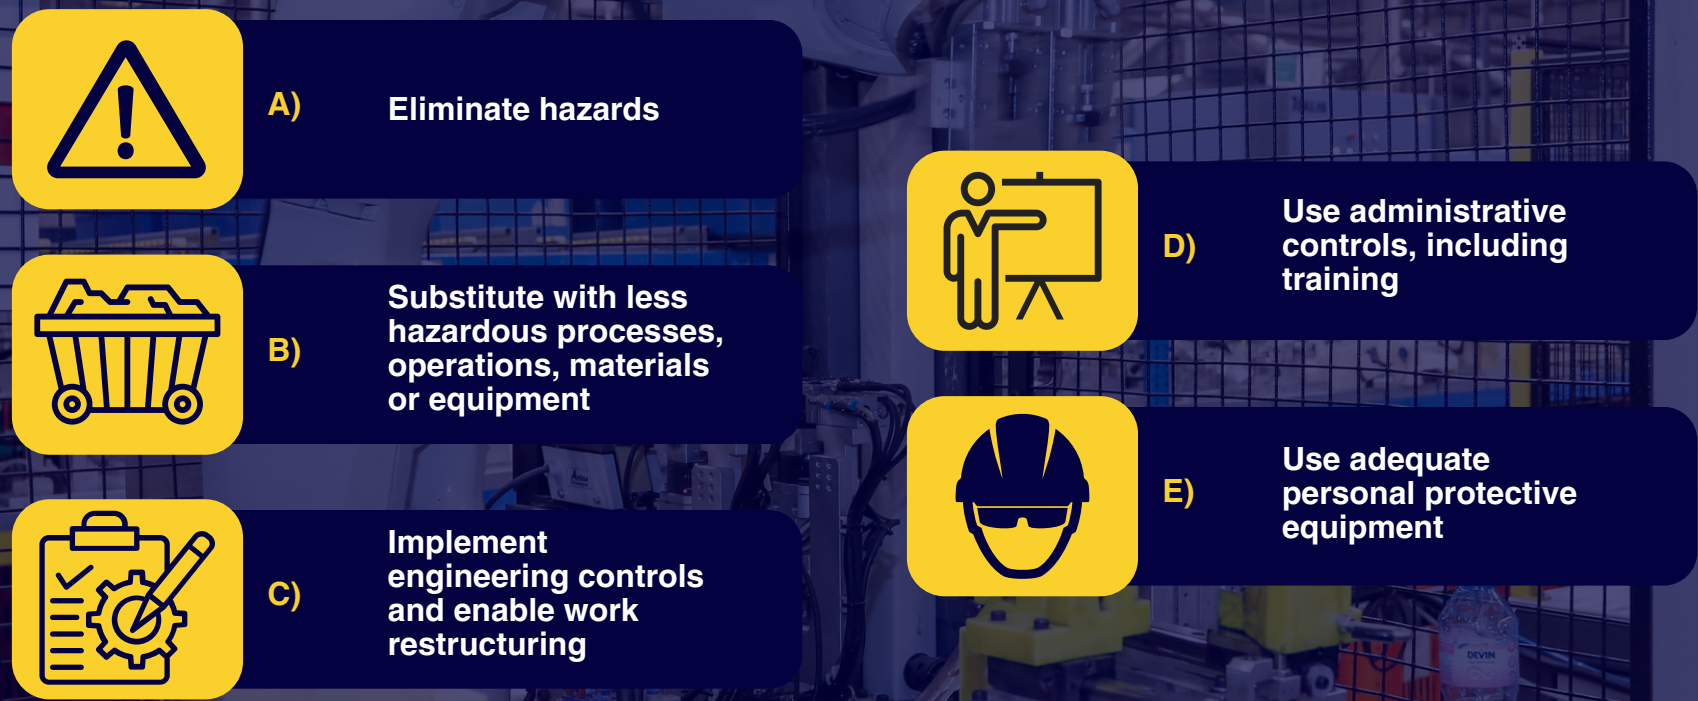 A)
Eliminate hazards
B)
Substitute with less
hazardous processes,
operations, materials
or equipment
C)
Implement
engineering controls
and enable work
restructuring
D)
Use administrative
controls, including
training
E)
Use adequate
personal protective
equipment
DEVIN